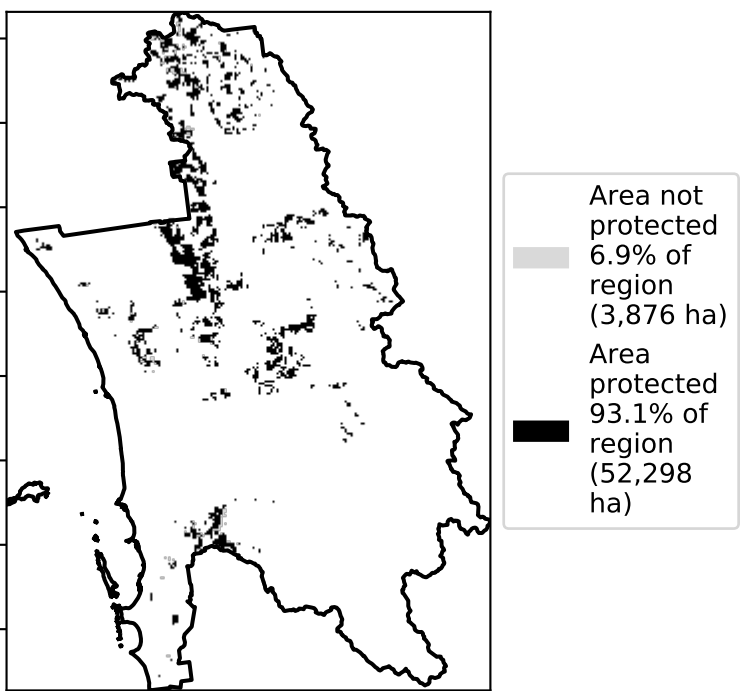 Area not
protected
6.9% of
region
(3,876 ha)
Area
protected
93.1% of
region
(52,298
ha)